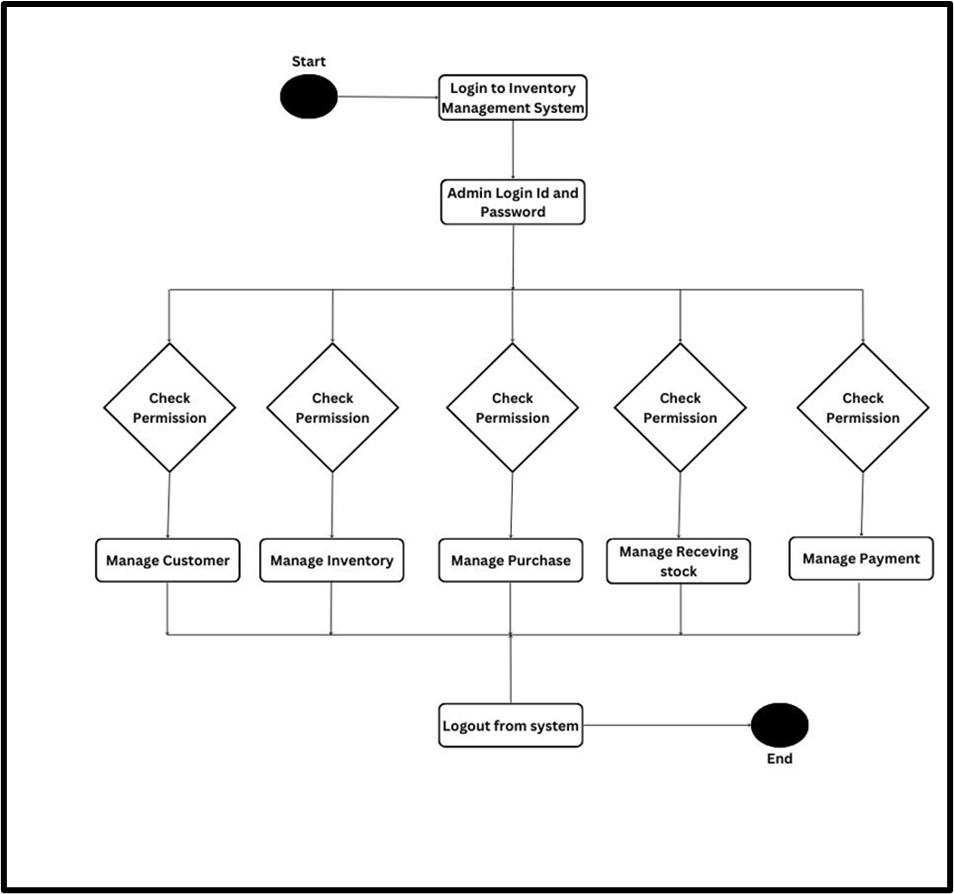 Start
Login to Inventory
Management System
Admin Login Id and
Password
Check
Permission
Check
Permission
Check
Permission
Check
Permission
Check
Permission
Manage Customer
Manage Inventory
Manage Purchase
Manage Receving
stock
Manage Payment
Logout from system
End